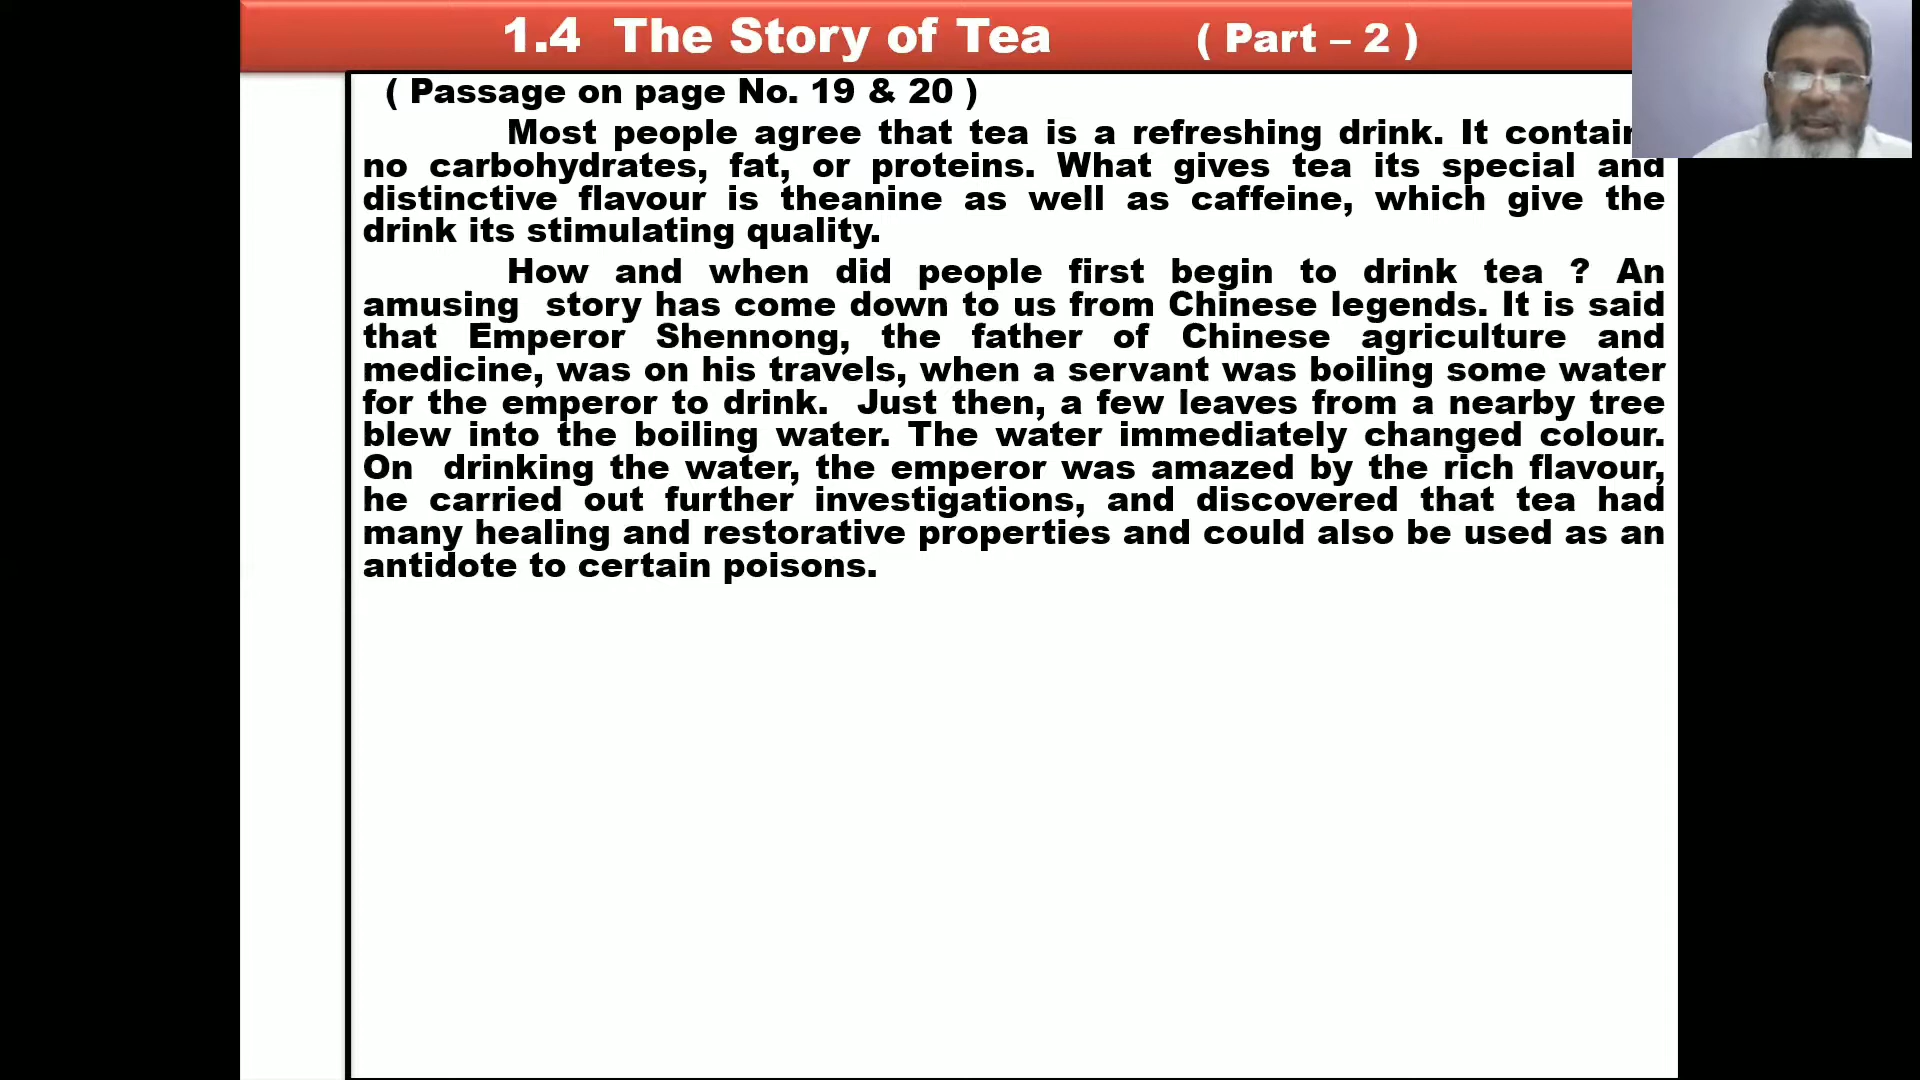 1.4 The Story of Tea ( Part – 2 )
( Passage on page No. 19 & 20 )
Most people agree that tea is a refreshing drink. It contain
no carbohydrates, fat, or proteins. What gives tea its special and
distinctive flavour is theanine as well as caffeine, which give the
drink its stimulating quality.
How and when did people first begin to drink tea ? An
amusing story has come down to us from Chinese legends. It is said
that Emperor Shennong, the father of Chinese agriculture and
medicine, was on his travels, when a servant was boiling some water
for the emperor to drink. Just then, a few leaves from a nearby tree
blew into the boiling water. The water immediately changed colour.
On drinking the water, the emperor was amazed by the rich flavour,
he carried out further investigations, and discovered that tea had
many healing and restorative properties and could also be used as an
antidote to certain poisons.